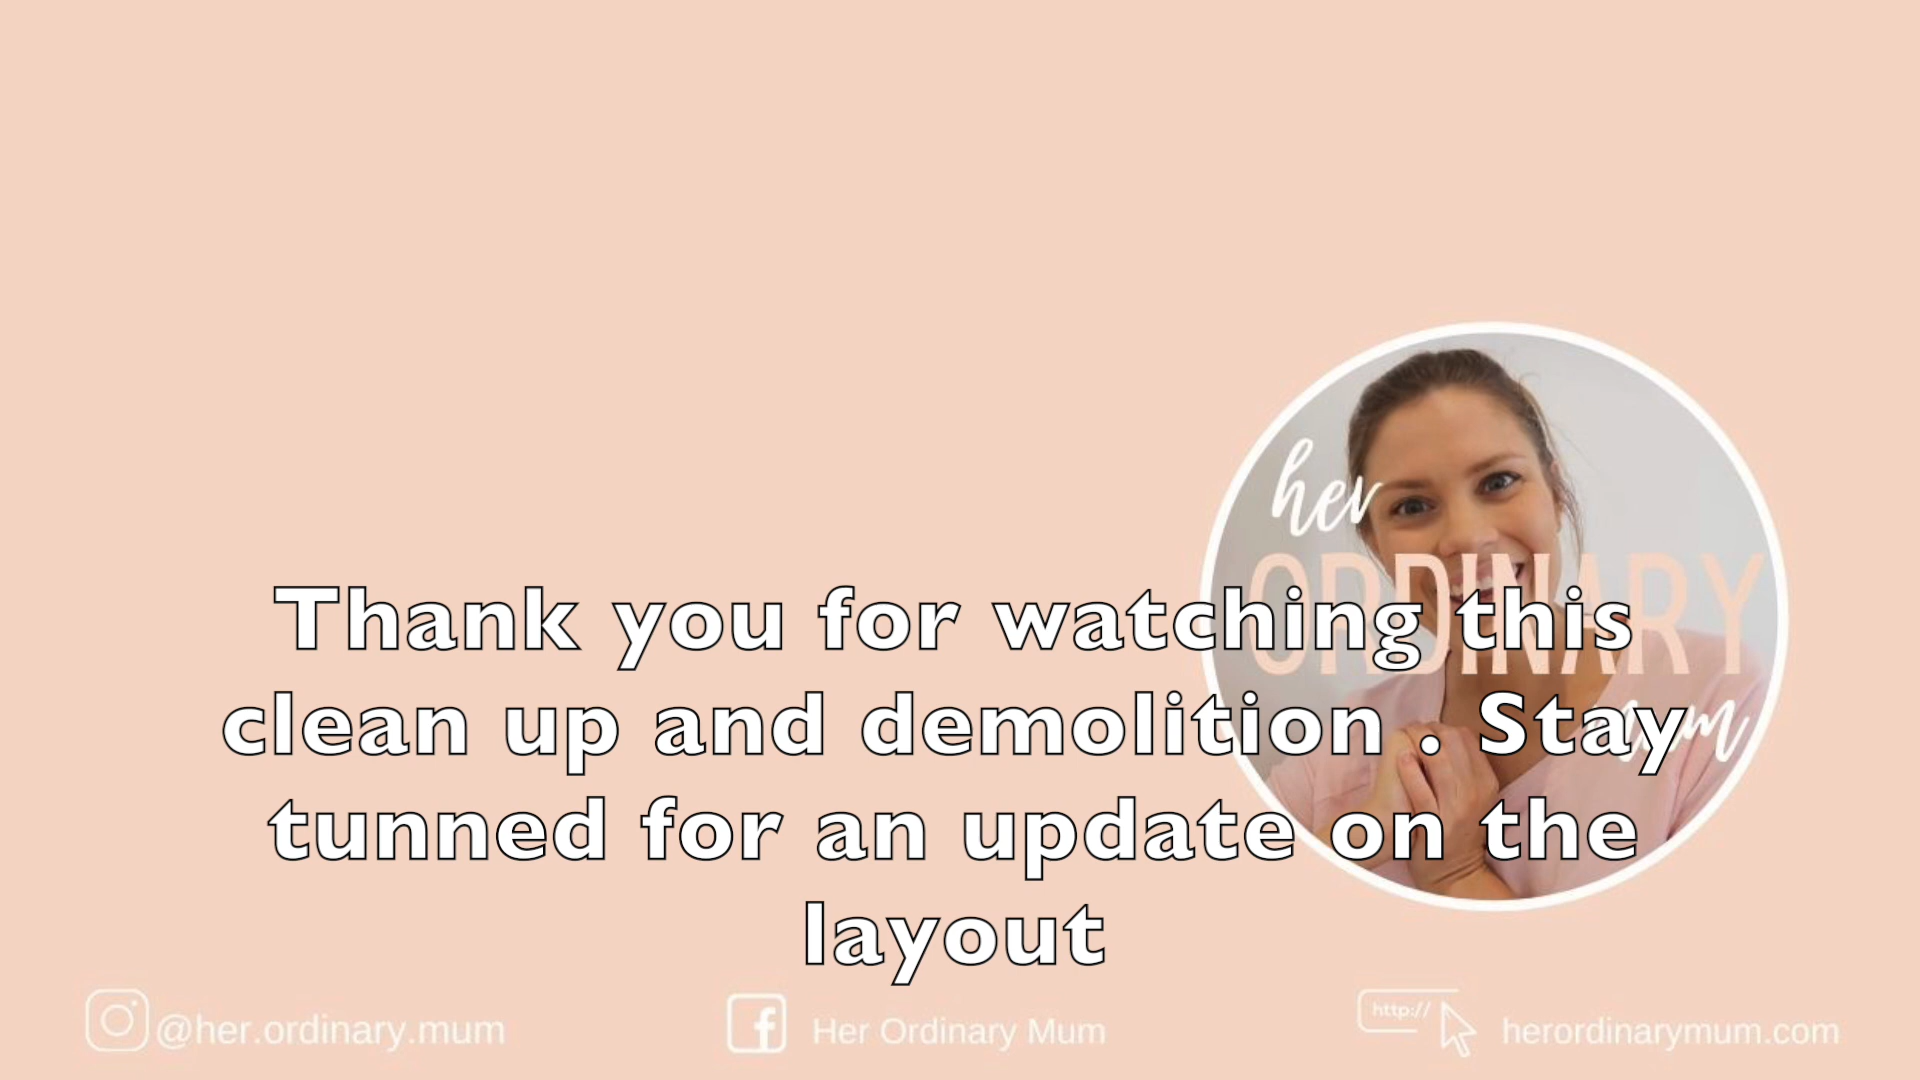 her
ORDINARY
mum
Thank you for watching this
clean up and demolition . Stay
tunned for an update on the
layout
@her.ordinary.mum
Her Ordinary Mum
http://
herordinarymum.com